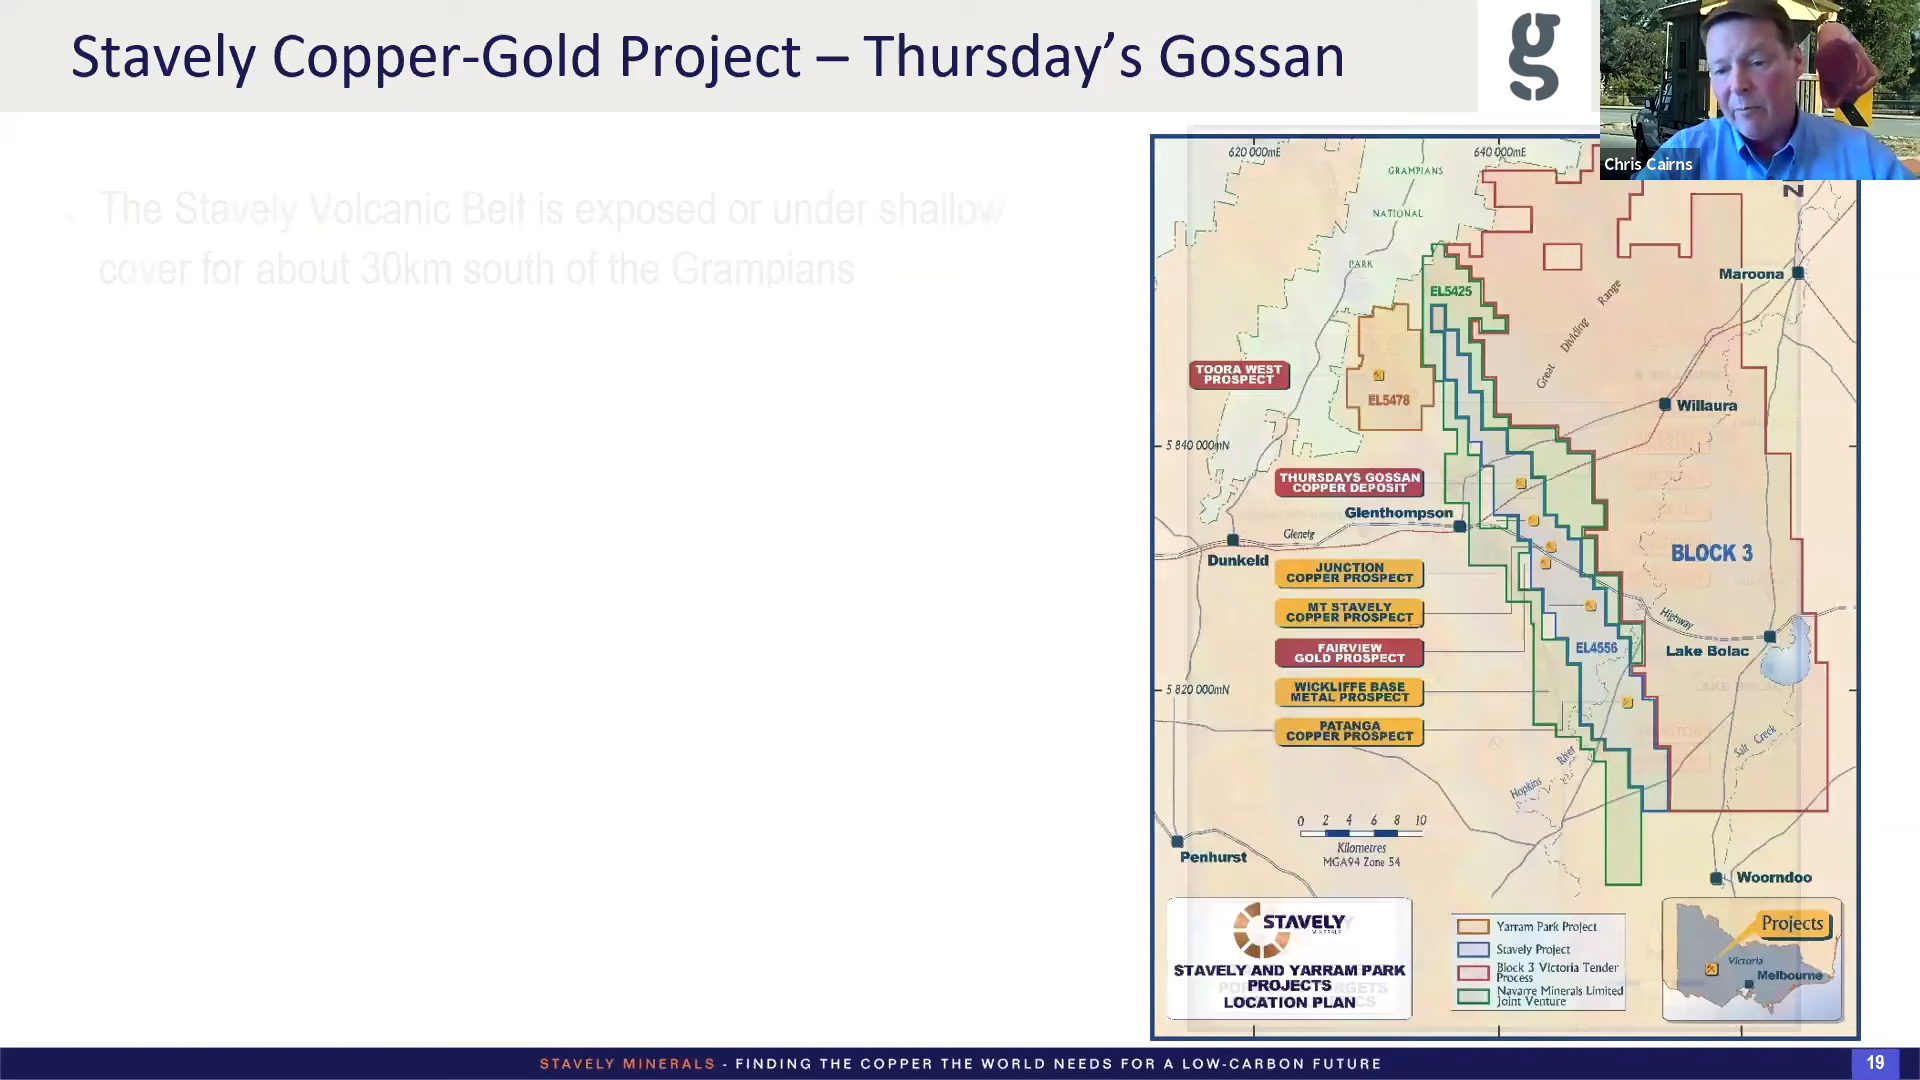 Stavely Copper-Gold Project – Thursday's Gossan
g
Chris Cairns
The Stavely Volcanic Belt is exposed or under shallow
cover for about 30km south of the Grampians
620 000mE
640 000mE
GRAMPIANS
NATIONAL
PARK
N
Maroona
EL5425
Great Dividing Range
TOORA WEST
PROSPECT
EL5478
Willaura
5 840 000mN
THURSDAYS GOSSAN
COPPER DEPOSIT
Glenthompson
Glenelg
Dunkeld
BLOCK 3
JUNCTION
COPPER PROSPECT
MT STAVELY
COPPER PROSPECT
Highway
FAIRVIEW
GOLD PROSPECT
EL4556
Lake Bolac
5 820 000mN
WICKLIFFE BASE
METAL PROSPECT
PATANGA
COPPER PROSPECT
Salt Creek
Hopkins River
0 2 4 6 8 10
Kilometres
MGA94 Zone 54
Penhurst
Woorndoo
STAVELY
MINERALS
STAVELY AND YARRAM PARK
PROJECTS
LOCATION PLAN
Yarram Park Project
Stavely Project
Block 3 Victoria Tender
Process
Navarre Minerals Limited
Joint Venture
Projects
Victoria
Melbourne
STAVELY MINERALS - FINDING THE COPPER THE WORLD NEEDS FOR A LOW-CARBON FUTURE
19